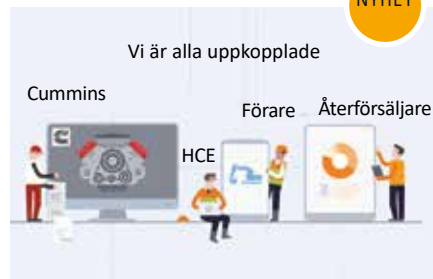 NYHET
Vi är alla uppkopplade
Cummins
Förare
Återförsäljare
HCE